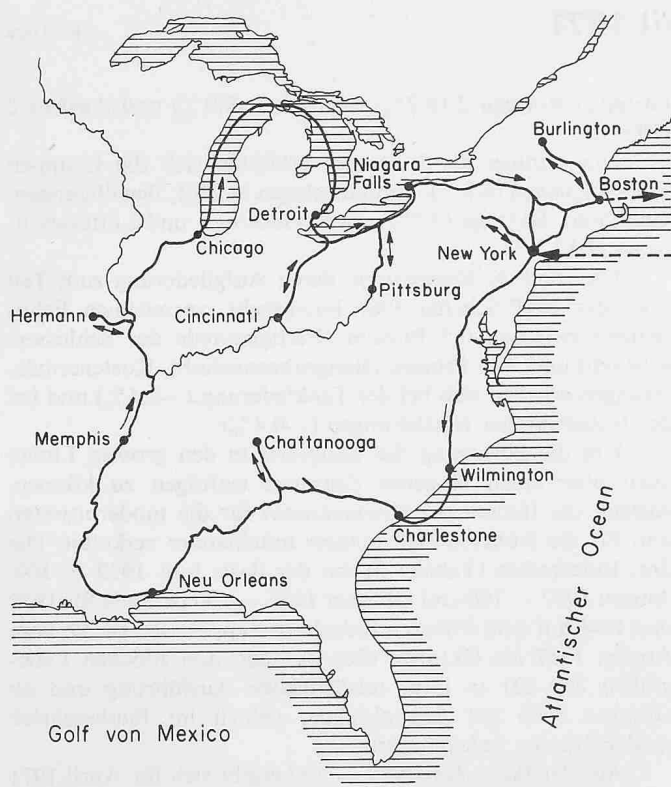 Burlington
Niagara
Falls
Boston
Detroit
Chicago
New York
Pittsburg
Hermann
Cincinnati
Memphis
Chattanooga
Wilmington
Charlestone
Neu Orleans
Atlantischer Ocenn
Golf von Mexico